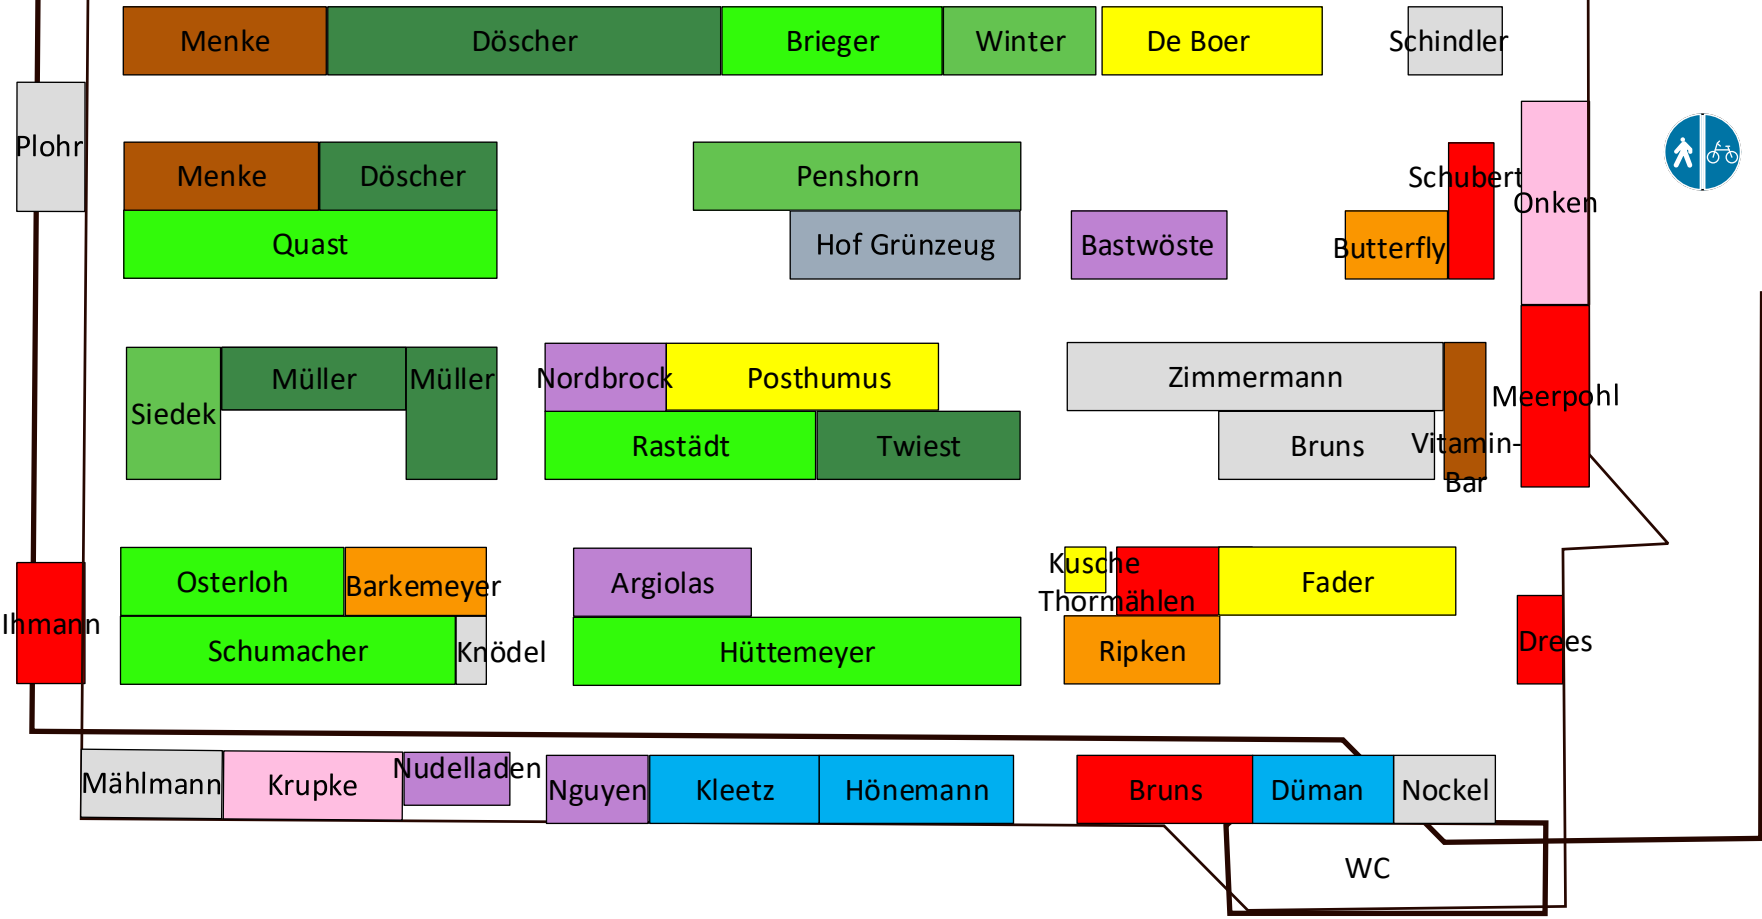 Menke
Döscher
Brieger
Winter
De Boer
Schindler
Plohr
Menke
Döscher
Penshorn
Schubert
Onken
Quast
Hof Grünzeug
Bastwöste
Butterfly
Siedek
Müller
Müller
Nordbrock
Posthumus
Zimmermann
Meerpohl
Rastädt
Twiest
Bruns
Vitamin-
Bar
Ihmann
Osterloh
Barkemeyer
Argiolas
Kusche
Thormählen
Fader
Schumacher
Knödel
Hüttemeyer
Ripken
Drees
Mählmann
Krupke
Nudelladen
Nguyen
Kleetz
Hönemann
Bruns
Düman
Nockel
WC